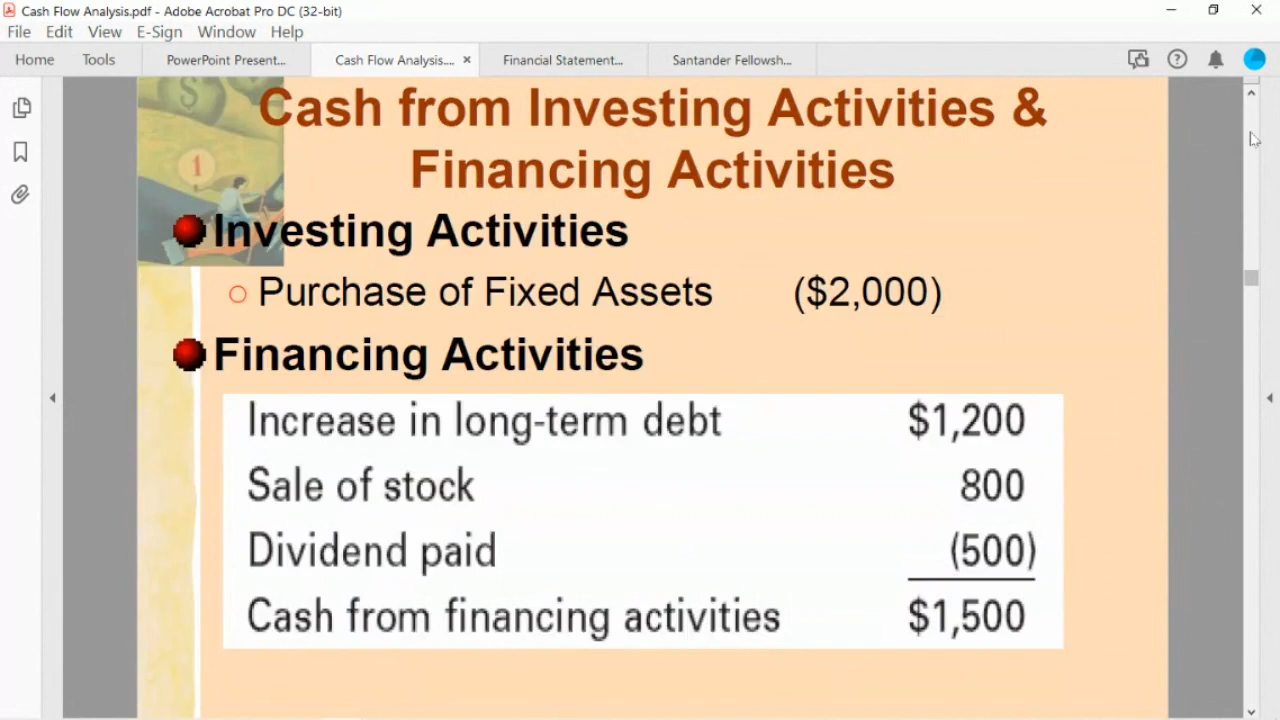 Cash Flow Analysis.pdf - Adobe Acrobat Pro DC (32-bit)
File Edit View E-Sign Window Help
Home Tools PowerPoint Present... Cash Flow Analysis.... × Financial Statement... Santander Fellowsh...
$
1
Cash from Investing Activities &
Financing Activities
Investing Activities
Purchase of Fixed Assets ($2,000)
Financing Activities
Increase in long-term debt $1,200
Sale of stock 800
Dividend paid (500)
Cash from financing activities $1,500